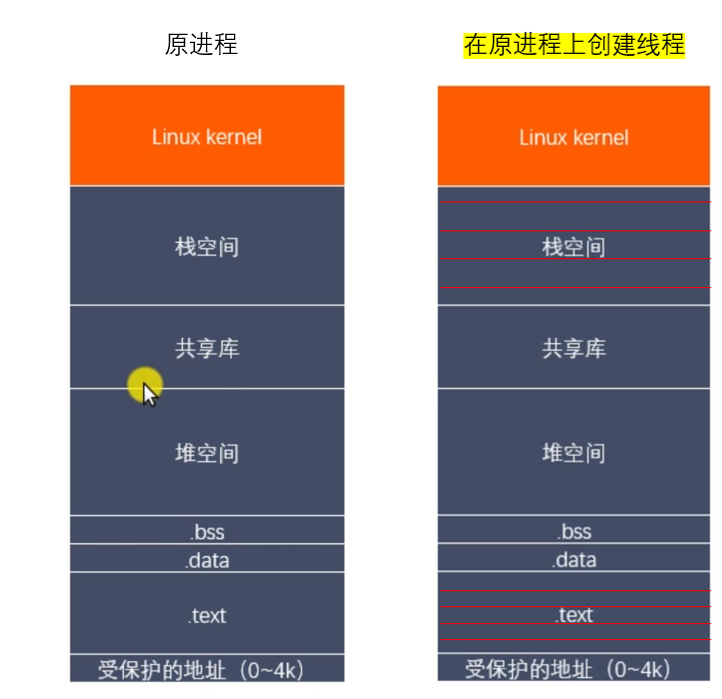 原进程
Linux kernel
栈空间
共享库
堆空间
.bss
.data
.text
受保护的地址（0~4k）
在原进程上创建线程
Linux kernel
栈空间
共享库
堆空间
.bss
.data
.text
受保护的地址（0~4k）